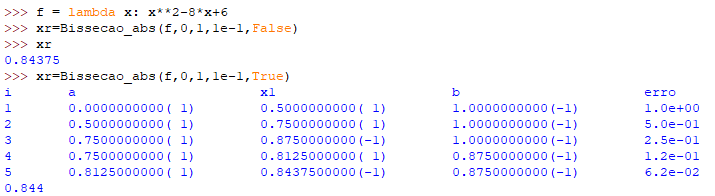 >>> f = lambda x: x**2-8*x+6
>>> xr=Bissecao_abs(f,0,1,1e-1,False)
>>> xr
0.84375
>>> xr=Bissecao_abs(f,0,1,1e-1,True)
i a x1 b erro
1 0.0000000000( 1) 0.5000000000( 1) 1.0000000000(-1) 1.0e+00
2 0.5000000000( 1) 0.7500000000( 1) 1.0000000000(-1) 5.0e-01
3 0.7500000000( 1) 0.8750000000(-1) 1.0000000000(-1) 2.5e-01
4 0.7500000000( 1) 0.8125000000( 1) 0.8750000000(-1) 1.2e-01
5 0.8125000000( 1) 0.8437500000(-1) 0.8750000000(-1) 6.2e-02
0.844